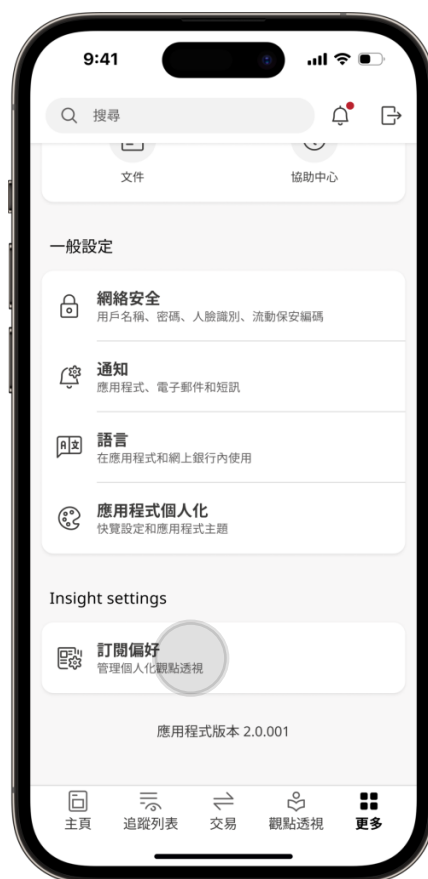 9:41
搜尋
文件
協助中心
一般設定
網絡安全
用戶名稱、密碼、人臉識別、流動保安編碼
通知
應用程式、電子郵件和短訊
語言
在應用程式和網上銀行內使用
應用程式個人化
快覽設定和應用程式主題
Insight settings
訂閱偏好
管理個人化觀點透視
應用程式版本 2.0.001
主頁
追蹤列表
交易
觀點透視
更多